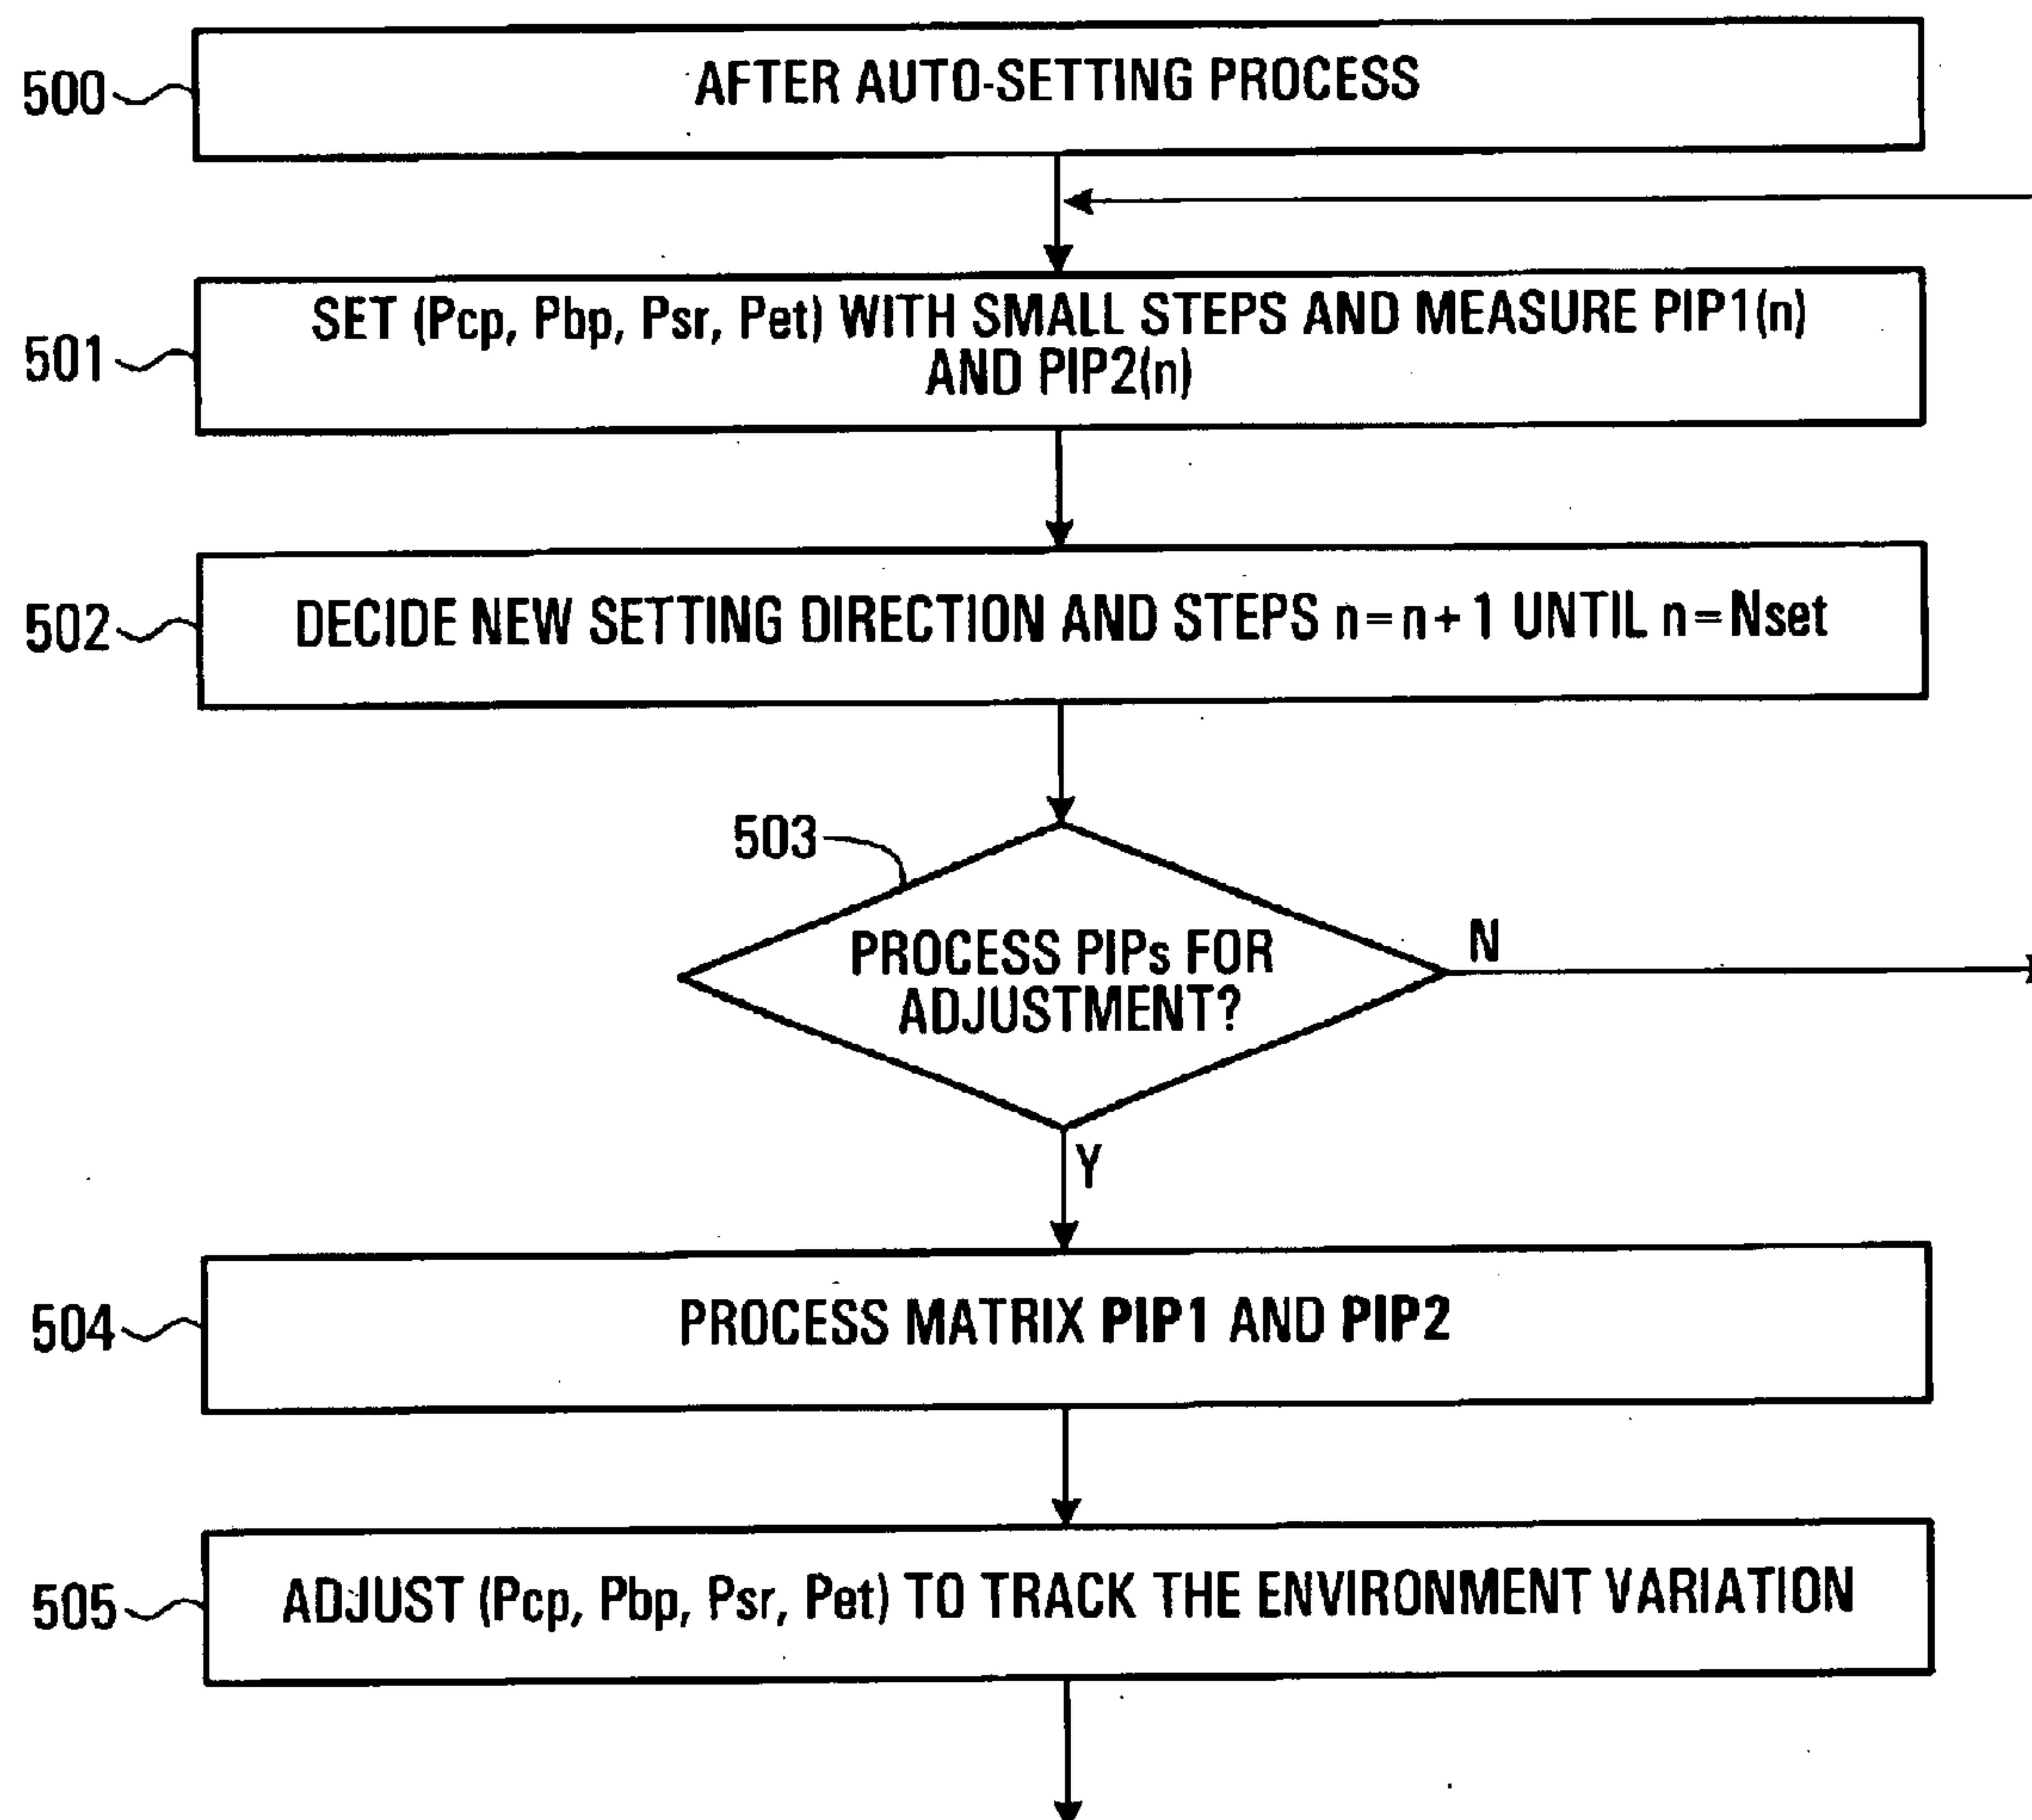 500
AFTER AUTO-SETTING PROCESS
501
SET (Pcp, Pbp, Psr, Pet) WITH SMALL STEPS AND MEASURE PIP1(n)
AND PIP2(n)
502
DECIDE NEW SETTING DIRECTION AND STEPS n=n+1 UNTIL n=Nset
503
PROCESS PIPs FOR
ADJUSTMENT?
N
Y
504
PROCESS MATRIX PIP1 AND PIP2
505
ADJUST (Pcp, Pbp, Psr, Pet) TO TRACK THE ENVIRONMENT VARIATION